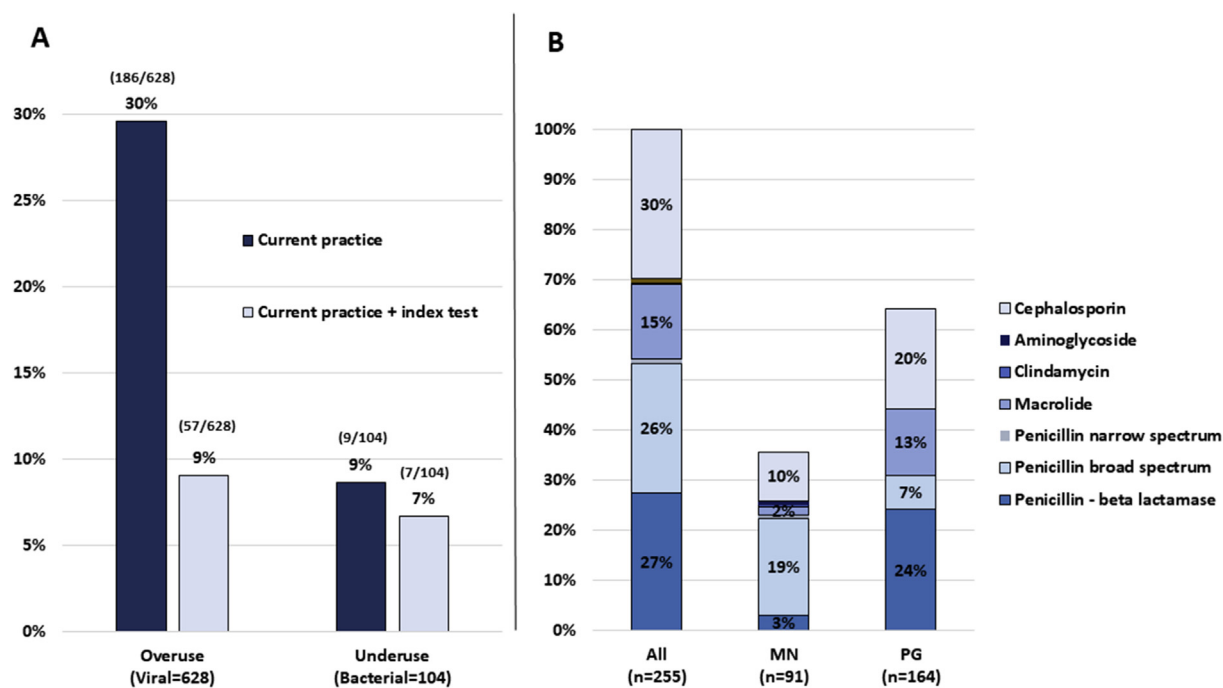 A
(186/628)
30%
30%
25%
20%
15%
10%
5%
0%
Current practice
Current practice + index test
(57/628)
9%
(9/104)
9%
(7/104)
7%
Overuse
(Viral=628)
Underuse
(Bacterial=104)
B
100%
90%
80%
70%
60%
50%
40%
30%
20%
10%
0%
30%
15%
26%
27%
10%
2%
19%
3%
20%
13%
7%
24%
All
(n=255)
MN
(n=91)
PG
(n=164)
Cephalosporin
Aminoglycoside
Clindamycin
Macrolide
Penicillin narrow spectrum
Penicillin broad spectrum
Penicillin - beta lactamase